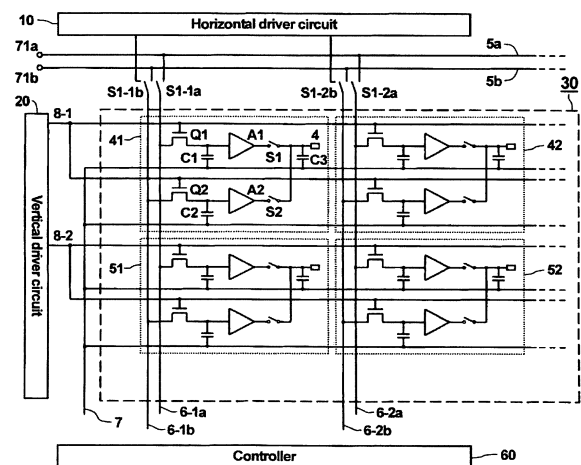 10
Horizontal driver circuit
71a
5a
71b
5b
30
S1-1b
S1-1a
S1-2b
S1-2a
20
8-1
41
Q1
A1
4
42
C1
S1
C3
Q2
A2
C2
S2
8-2
Vertical driver circuit
51
52
6-1a
6-2a
7
6-1b
6-2b
Controller
60